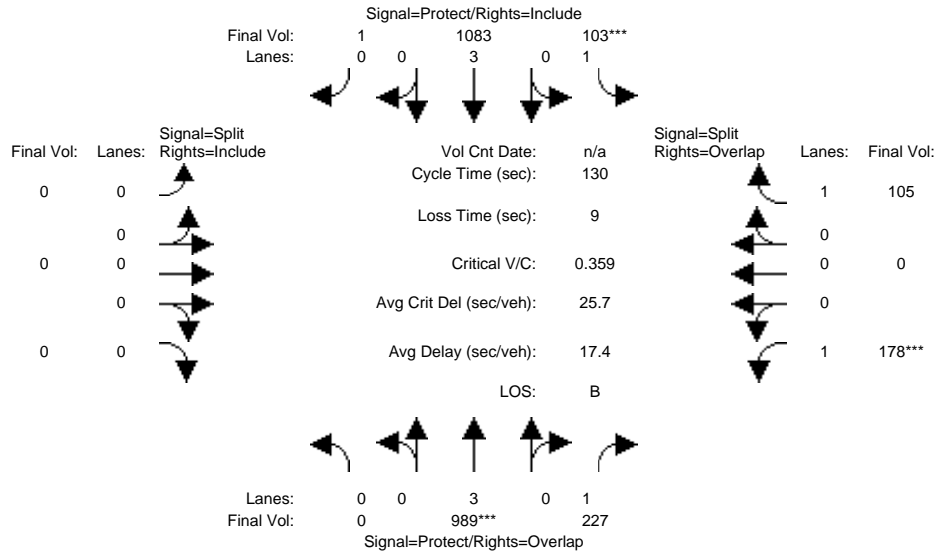 Signal=Protect/Rights=Include
Final Vol: 1 1083 103***
Lanes: 0 0 3 0 1
Signal=Split Signal=Split
Final Vol: Lanes: Rights=Include Vol Cnt Date: n/a Rights=Overlap Lanes: Final Vol:
Cycle Time (sec): 130
0 0 1 105
Loss Time (sec): 9
0 0
0 0 Critical V/C: 0.359 0 0
0 Avg Crit Del (sec/veh): 25.7 0
0 0 Avg Delay (sec/veh): 17.4 1 178***
LOS: B
Lanes: 0 0 3 0 1
Final Vol: 0 989*** 227
Signal=Protect/Rights=Overlap